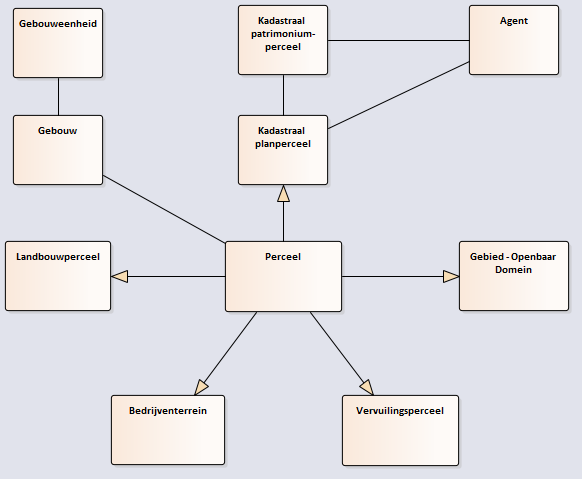 Gebouweenheid
Kadastraal
patrimonium-
perceel
Agent
Gebouw
Kadastraal
planperceel
Landbouwperceel
Perceel
Gebied - Openbaar
Domein
Bedrijventerrein
Vervuilingsperceel